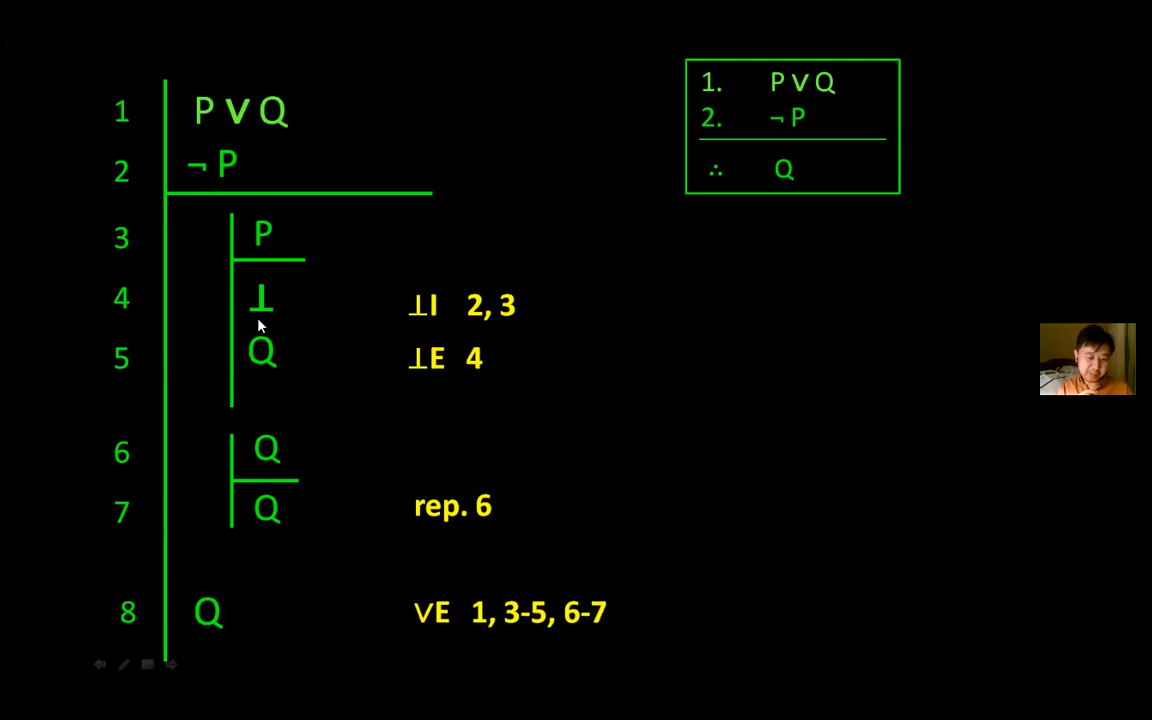 1 P ∨ Q
2 ¬ P
3 P
4 ⊥ ⊥I 2, 3
5 Q ⊥E 4
6 Q
7 Q rep. 6
8 Q ∨E 1, 3-5, 6-7
1. P ∨ Q
2. ¬ P
∴ Q